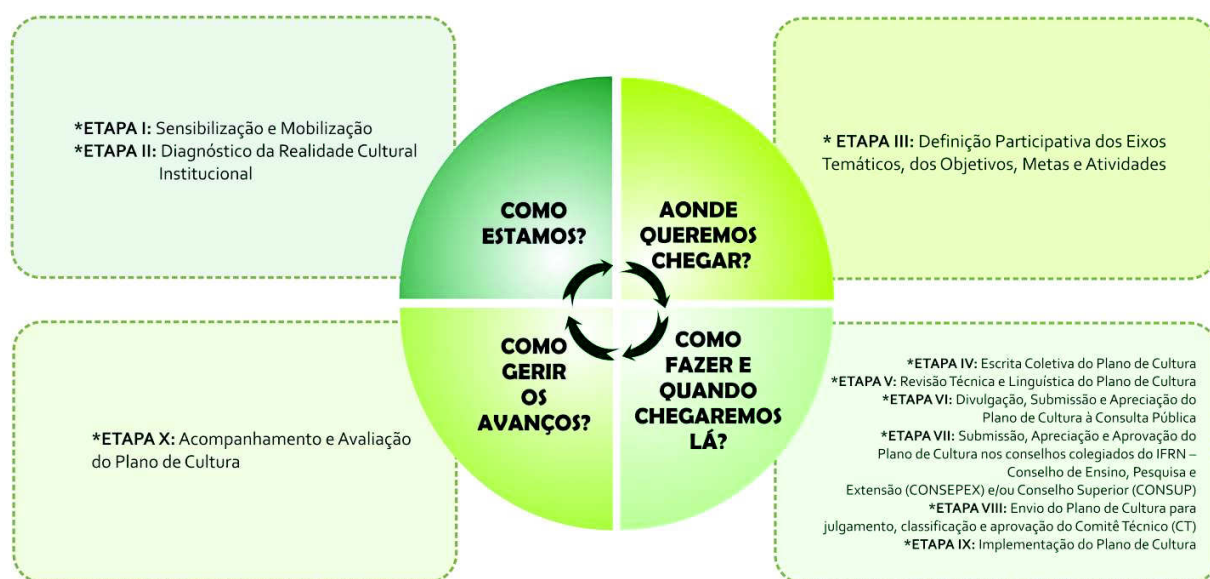 *ETAPA I: Sensibilização e Mobilização
*ETAPA II: Diagnóstico da Realidade Cultural
Institucional
COMO
ESTAMOS?
AONDE
QUEREMOS
CHEGAR?
* ETAPA III: Definição Participativa dos Eixos
Temáticos, dos Objetivos, Metas e Atividades
COMO
FAZER E
QUANDO
CHEGAREMOS
LÁ?
*ETAPA IV: Escrita Coletiva do Plano de Cultura
*ETAPA V: Revisão Técnica e Linguística do Plano de Cultura
*ETAPA VI: Divulgação, Submissão e Apreciação do
Plano de Cultura à Consulta Pública
*ETAPA VII: Submissão, Apreciação e Aprovação do
Plano de Cultura nos conselhos colegiados do IFRN –
Conselho de Ensino, Pesquisa e
Extensão (CONSEPEX) e/ou Conselho Superior (CONSUP)
*ETAPA VIII: Envio do Plano de Cultura para
julgamento, classificação e aprovação do Comitê Técnico (CT)
*ETAPA IX: Implementação do Plano de Cultura
COMO
GERIR
OS
AVANÇOS?
*ETAPA X: Acompanhamento e Avaliação
do Plano de Cultura